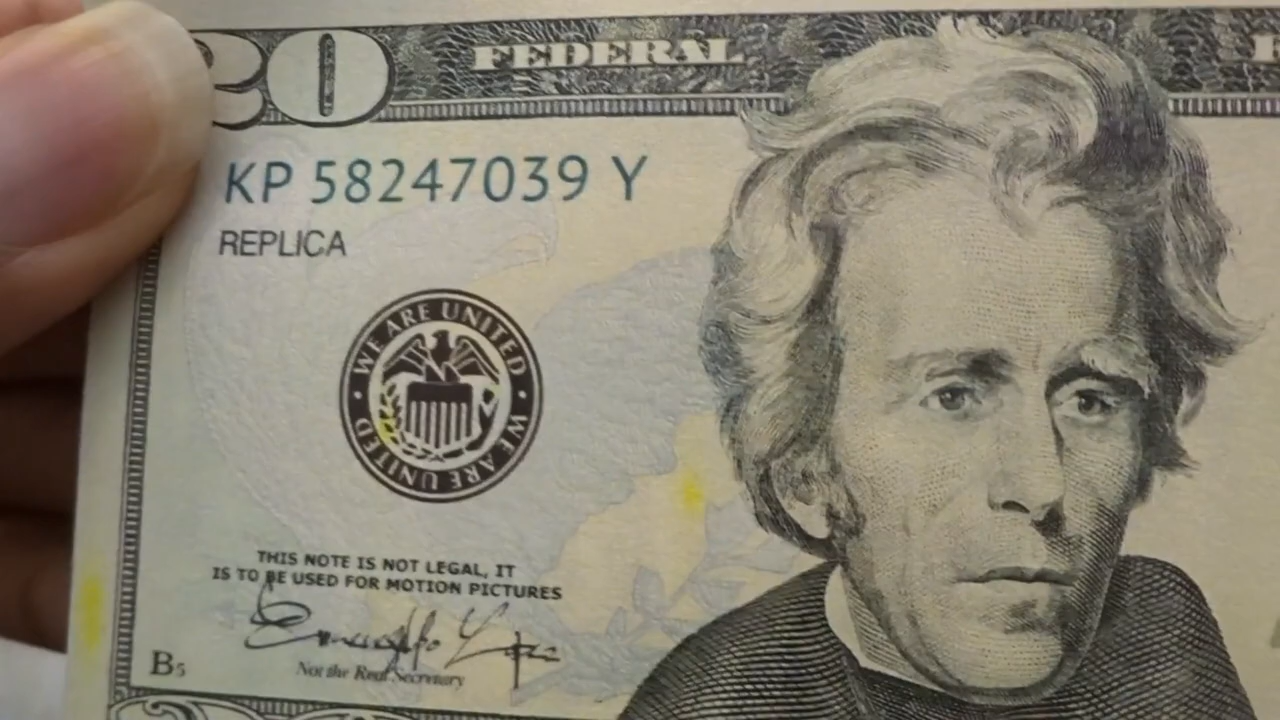 20 FEDERAL
KP 58247039 Y
REPLICA
WE ARE UNITED · WE ARE UNITED ·
THIS NOTE IS NOT LEGAL, IT
IS TO BE USED FOR MOTION PICTURES
Not the Real Secretary
B5